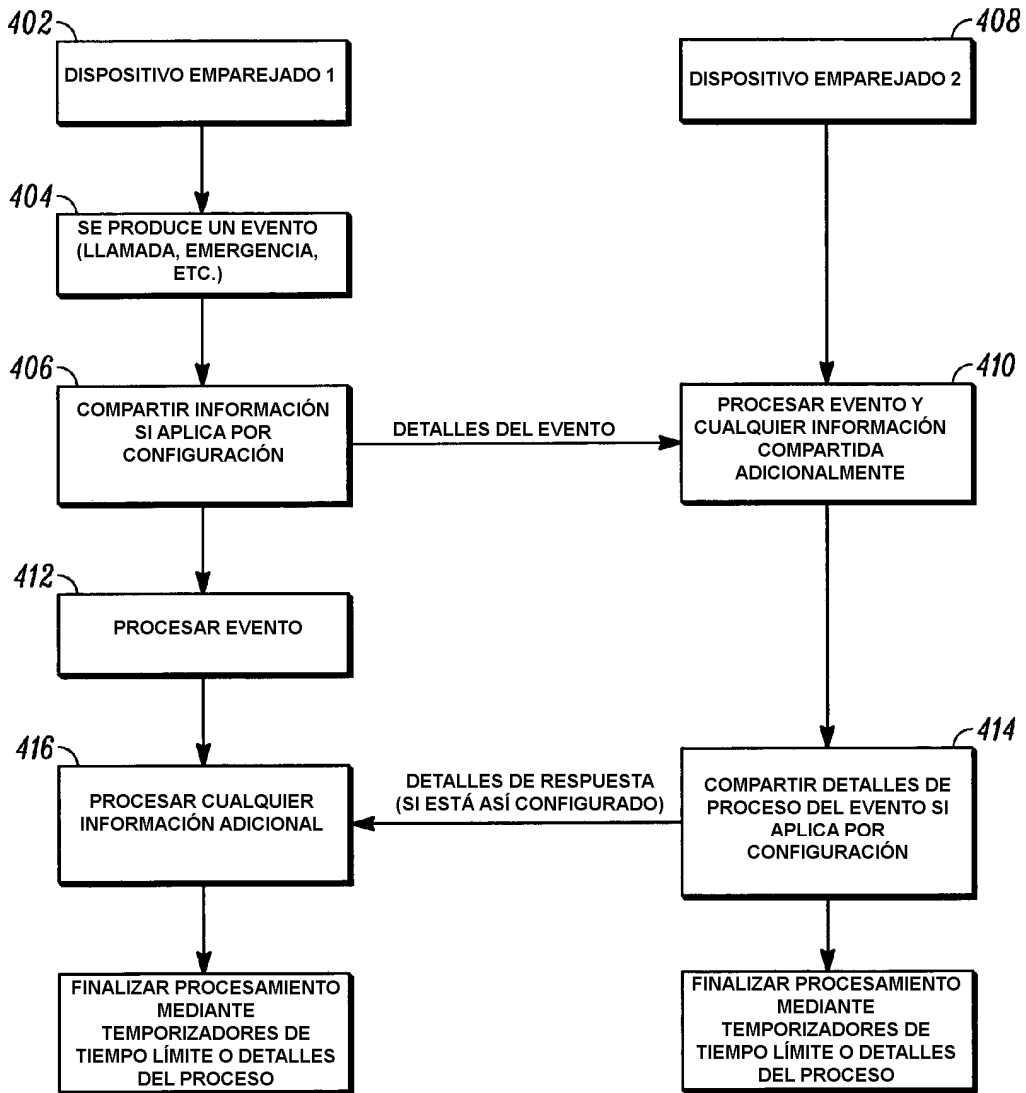 402
DISPOSITIVO EMPAREJADO 1
408
DISPOSITIVO EMPAREJADO 2
404
SE PRODUCE UN EVENTO
(LLAMADA, EMERGENCIA,
ETC.)
406
COMPARTIR INFORMACIÓN
SI APLICA POR
CONFIGURACIÓN
DETALLES DEL EVENTO
410
PROCESAR EVENTO Y
CUALQUIER INFORMACIÓN
COMPARTIDA
ADICIONALMENTE
412
PROCESAR EVENTO
416
PROCESAR CUALQUIER
INFORMACIÓN ADICIONAL
DETALLES DE RESPUESTA
(SI ESTÁ ASÍ CONFIGURADO)
414
COMPARTIR DETALLES DE
PROCESO DEL EVENTO SI
APLICA POR
CONFIGURACIÓN
FINALIZAR PROCESAMIENTO
MEDIANTE
TEMPORIZADORES DE
TIEMPO LÍMITE O DETALLES
DEL PROCESO
FINALIZAR PROCESAMIENTO
MEDIANTE
TEMPORIZADORES DE
TIEMPO LÍMITE O DETALLES
DEL PROCESO